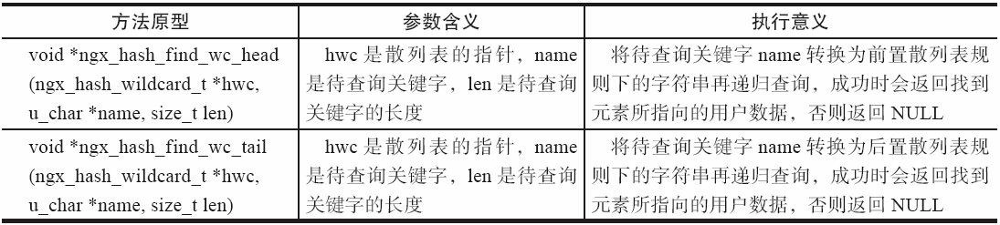 方法原型 参数含义 执行意义
void *ngx_hash_find_wc_head
(ngx_hash_wildcard_t *hwc,
u_char *name, size_t len)
hwc 是散列表的指针，name
是待查询关键字，len 是待查询
关键字的长度
将待查询关键字 name 转换为前置散列表规
则下的字符串再递归查询，成功时会返回找到
元素所指向的用户数据，否则返回 NULL
void *ngx_hash_find_wc_tail
(ngx_hash_wildcard_t *hwc,
u_char *name, size_t len)
hwc 是散列表的指针，name
是待查询关键字，len 是待查询
关键字的长度
将待查询关键字 name 转换为后置散列表规
则下的字符串再递归查询，成功时会返回找到
元素所指向的用户数据，否则返回 NULL